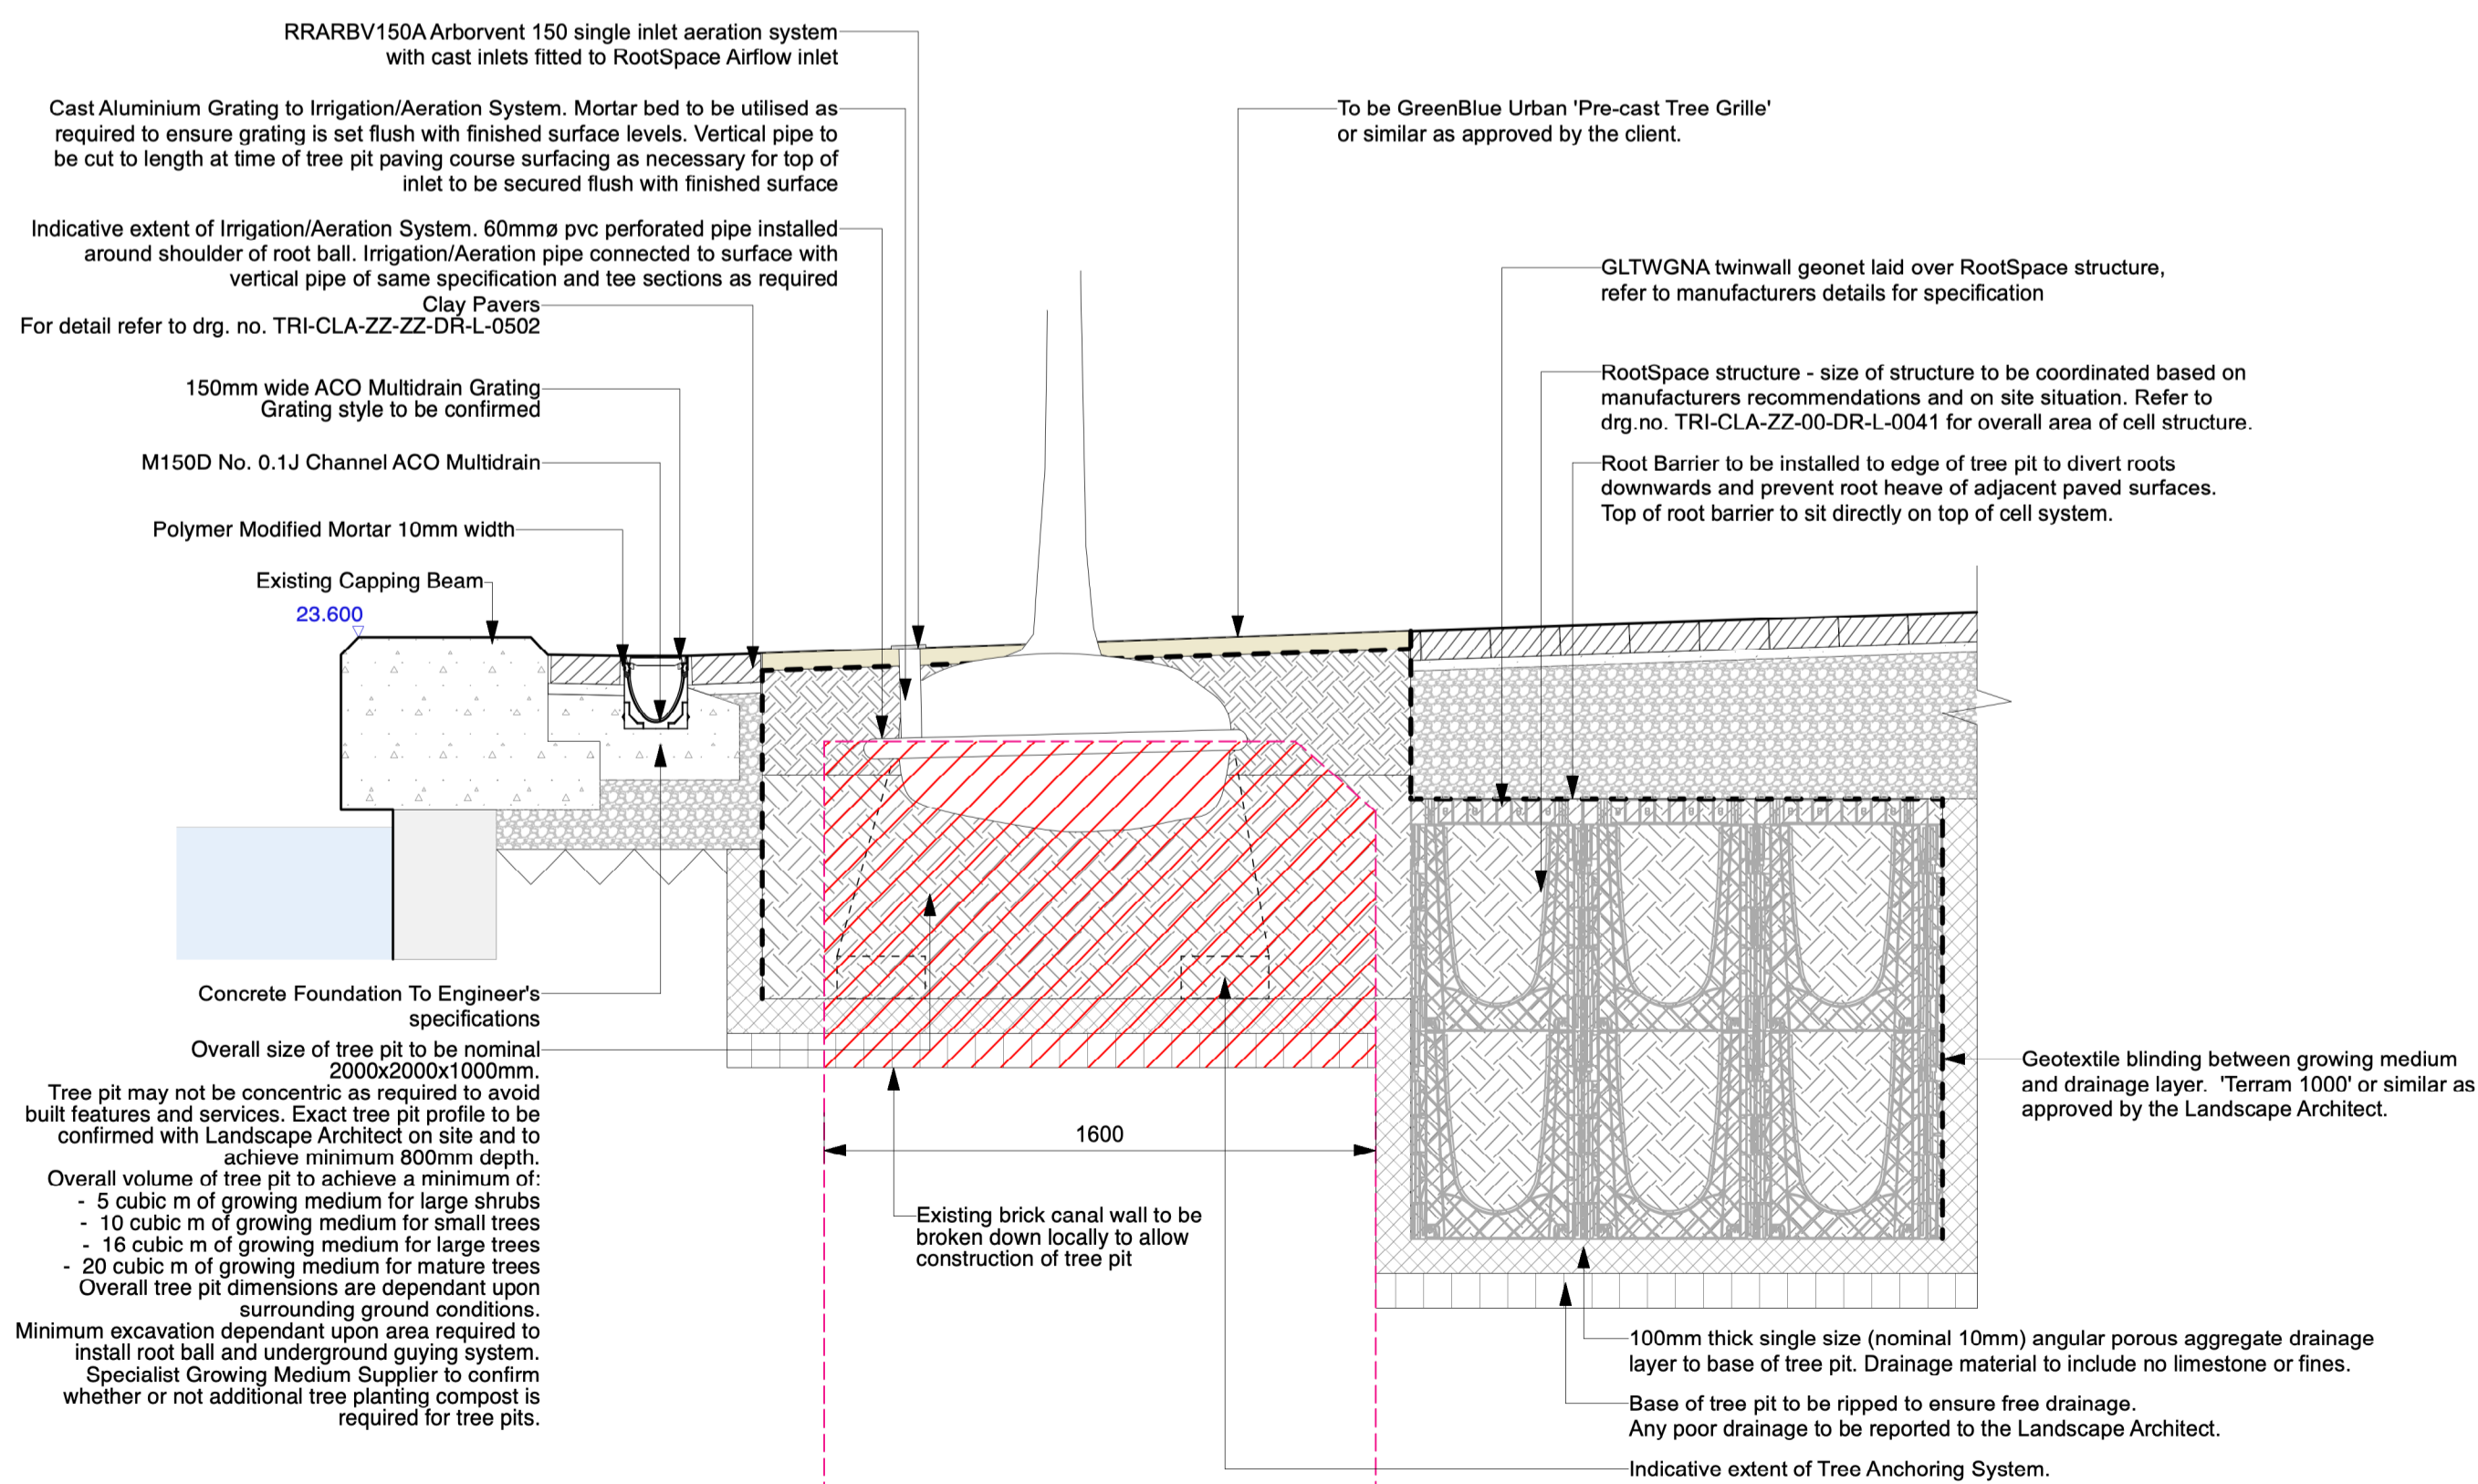 RRARBV150A Arborvent 150 single inlet aeration system
with cast inlets fitted to RootSpace Airflow inlet
Cast Aluminium Grating to Irrigation/Aeration System. Mortar bed to be utilised as
required to ensure grating is set flush with finished surface levels. Vertical pipe to
be cut to length at time of tree pit paving course surfacing as necessary for top of
inlet to be secured flush with finished surface
Indicative extent of Irrigation/Aeration System. 60mmø pvc perforated pipe installed
around shoulder of root ball. Irrigation/Aeration pipe connected to surface with
vertical pipe of same specification and tee sections as required
Clay Pavers
For detail refer to drg. no. TRI-CLA-ZZ-ZZ-DR-L-0502
150mm wide ACO Multidrain Grating
Grating style to be confirmed
M150D No. 0.1J Channel ACO Multidrain
Polymer Modified Mortar 10mm width
Existing Capping Beam
23.600
To be GreenBlue Urban 'Pre-cast Tree Grille'
or similar as approved by the client.
GLTWGNA twinwall geonet laid over RootSpace structure,
refer to manufacturers details for specification
RootSpace structure - size of structure to be coordinated based on
manufacturers recommendations and on site situation. Refer to
drg.no. TRI-CLA-ZZ-00-DR-L-0041 for overall area of cell structure.
Root Barrier to be installed to edge of tree pit to divert roots
downwards and prevent root heave of adjacent paved surfaces.
Top of root barrier to sit directly on top of cell system.
Concrete Foundation To Engineer's
specifications
Overall size of tree pit to be nominal
2000x2000x1000mm.
Tree pit may not be concentric as required to avoid
built features and services. Exact tree pit profile to be
confirmed with Landscape Architect on site and to
achieve minimum 800mm depth.
Overall volume of tree pit to achieve a minimum of:
- 5 cubic m of growing medium for large shrubs
- 10 cubic m of growing medium for small trees
- 16 cubic m of growing medium for large trees
- 20 cubic m of growing medium for mature trees
Overall tree pit dimensions are dependant upon
surrounding ground conditions.
Minimum excavation dependant upon area required to
install root ball and underground guying system.
Specialist Growing Medium Supplier to confirm
whether or not additional tree planting compost is
required for tree pits.
1600
Existing brick canal wall to be
broken down locally to allow
construction of tree pit
Geotextile blinding between growing medium
and drainage layer. 'Terram 1000' or similar as
approved by the Landscape Architect.
100mm thick single size (nominal 10mm) angular porous aggregate drainage
layer to base of tree pit. Drainage material to include no limestone or fines.
Base of tree pit to be ripped to ensure free drainage.
Any poor drainage to be reported to the Landscape Architect.
Indicative extent of Tree Anchoring System.